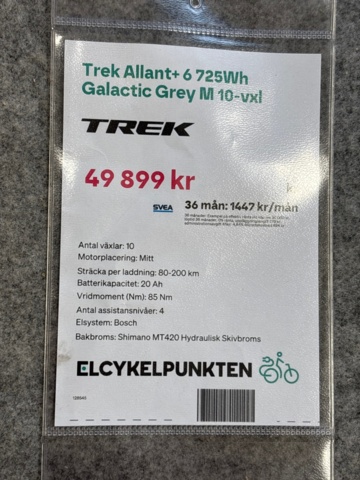 Trek Allant+ 6 725Wh
Galactic Grey M 10-vxl
TREK
49 899 kr
k
SVEA
36 mån: 1447 kr/mån
Antal växlar: 10
Motorplacering: Mitt
Sträcka per laddning: 80-200 km
Batterikapacitet: 20 Ah
Vridmoment (Nm): 85 Nm
Antal assistansnivåer: 4
Elsystem: Bosch
Bakbroms: Shimano MT420 Hydraulisk Skivbroms
ELCYKELPUNKTEN